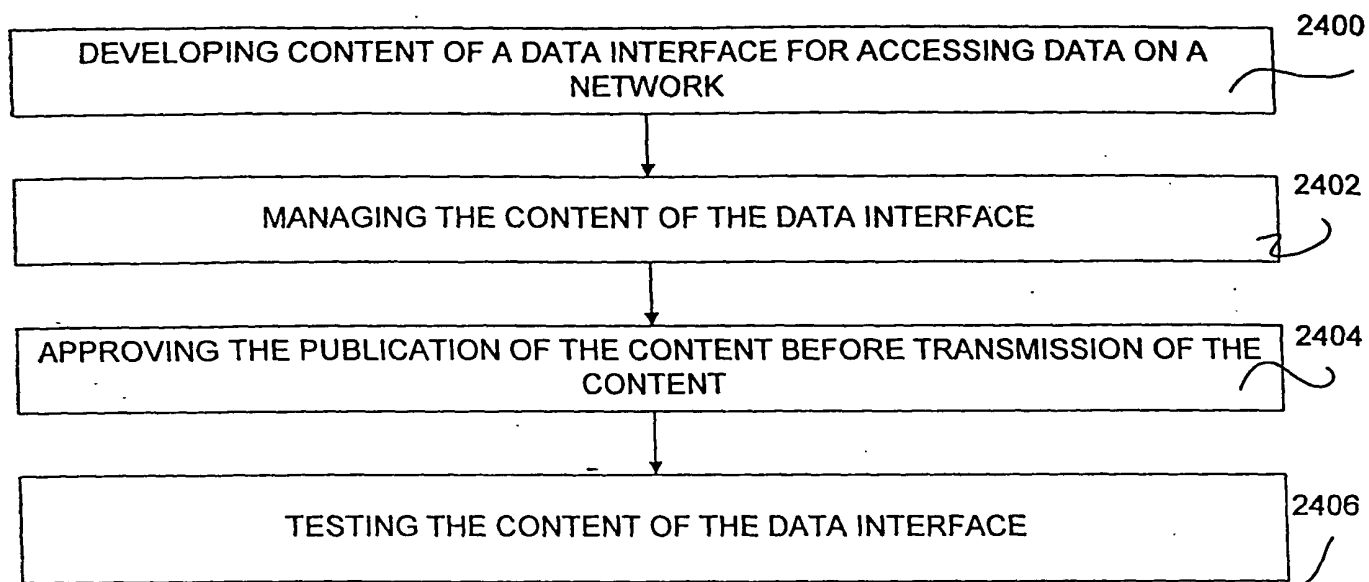 2400
DEVELOPING CONTENT OF A DATA INTERFACE FOR ACCESSING DATA ON A
NETWORK
2402
MANAGING THE CONTENT OF THE DATA INTERFACE
2404
APPROVING THE PUBLICATION OF THE CONTENT BEFORE TRANSMISSION OF THE
CONTENT
2406
TESTING THE CONTENT OF THE DATA INTERFACE